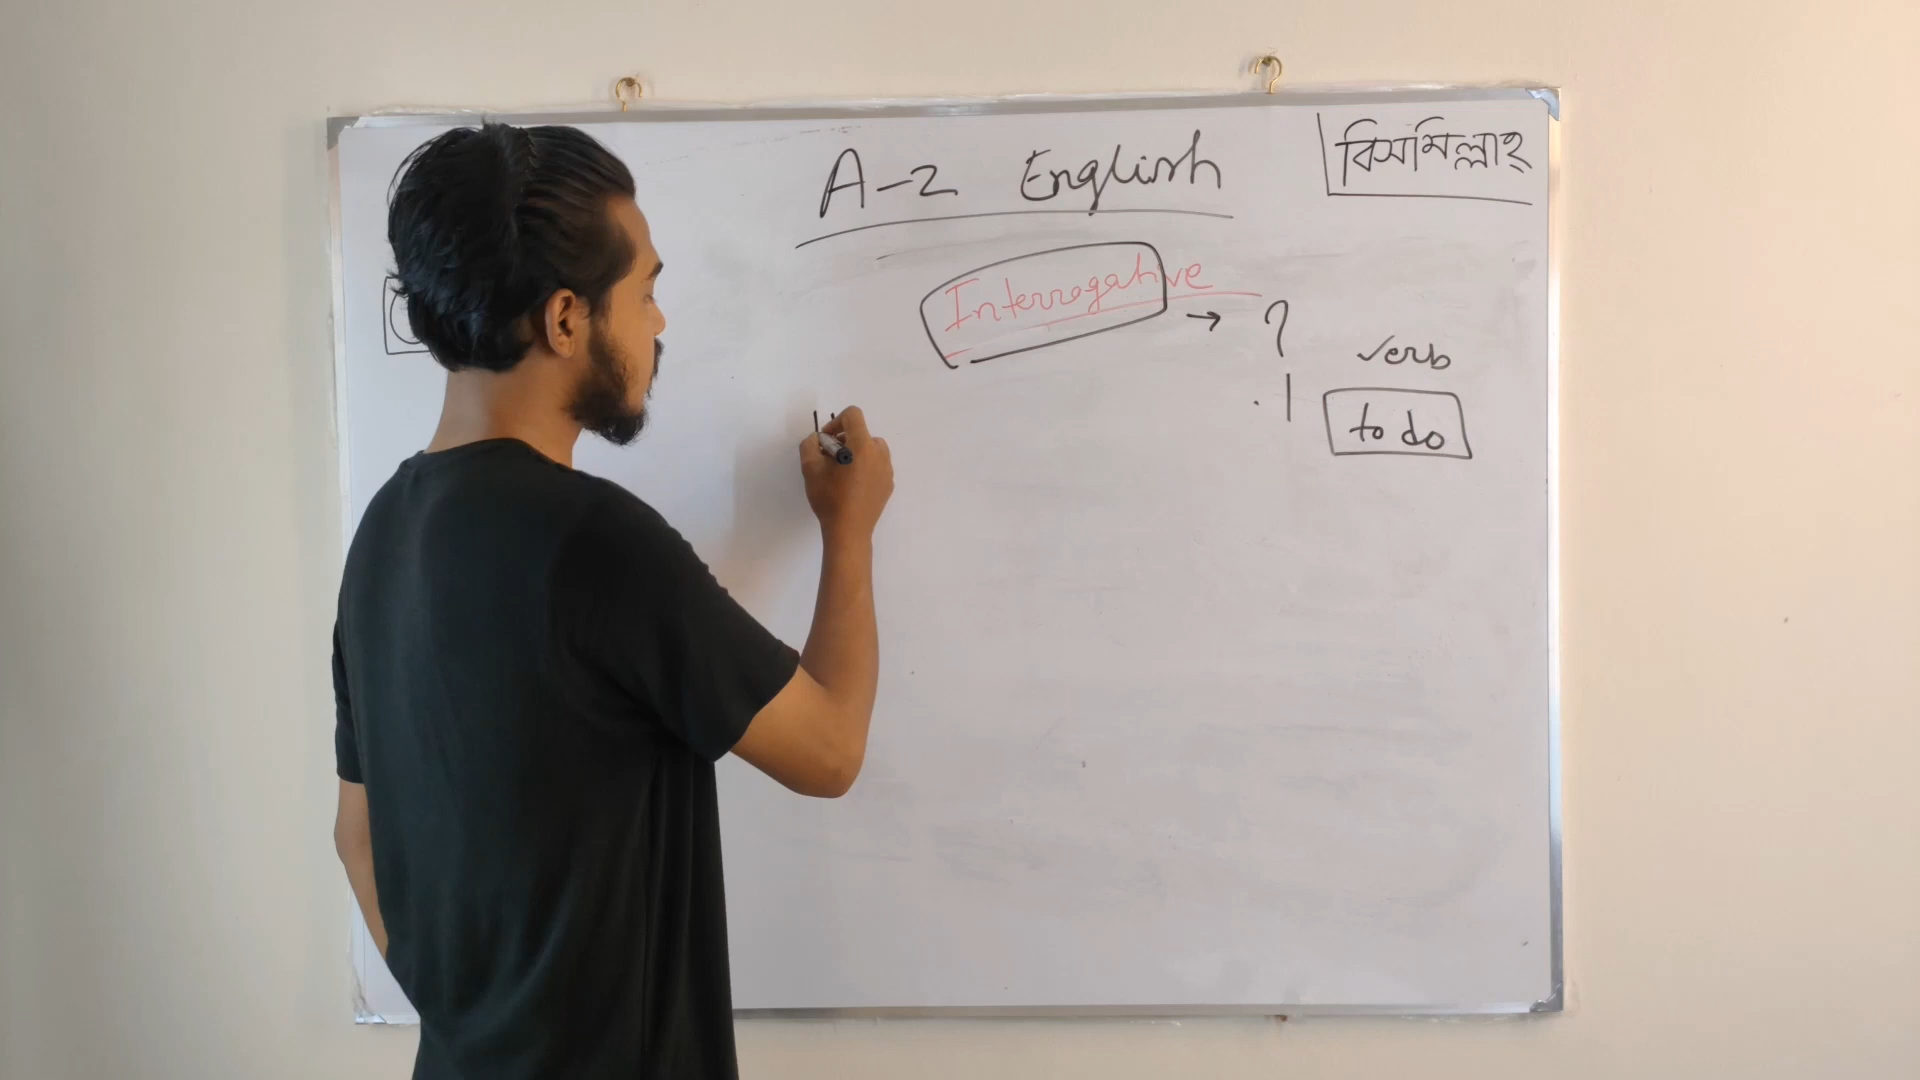 A-Z English
বিসমিল্লাহ্
Interrogative
→ ?
. |
verb
to do